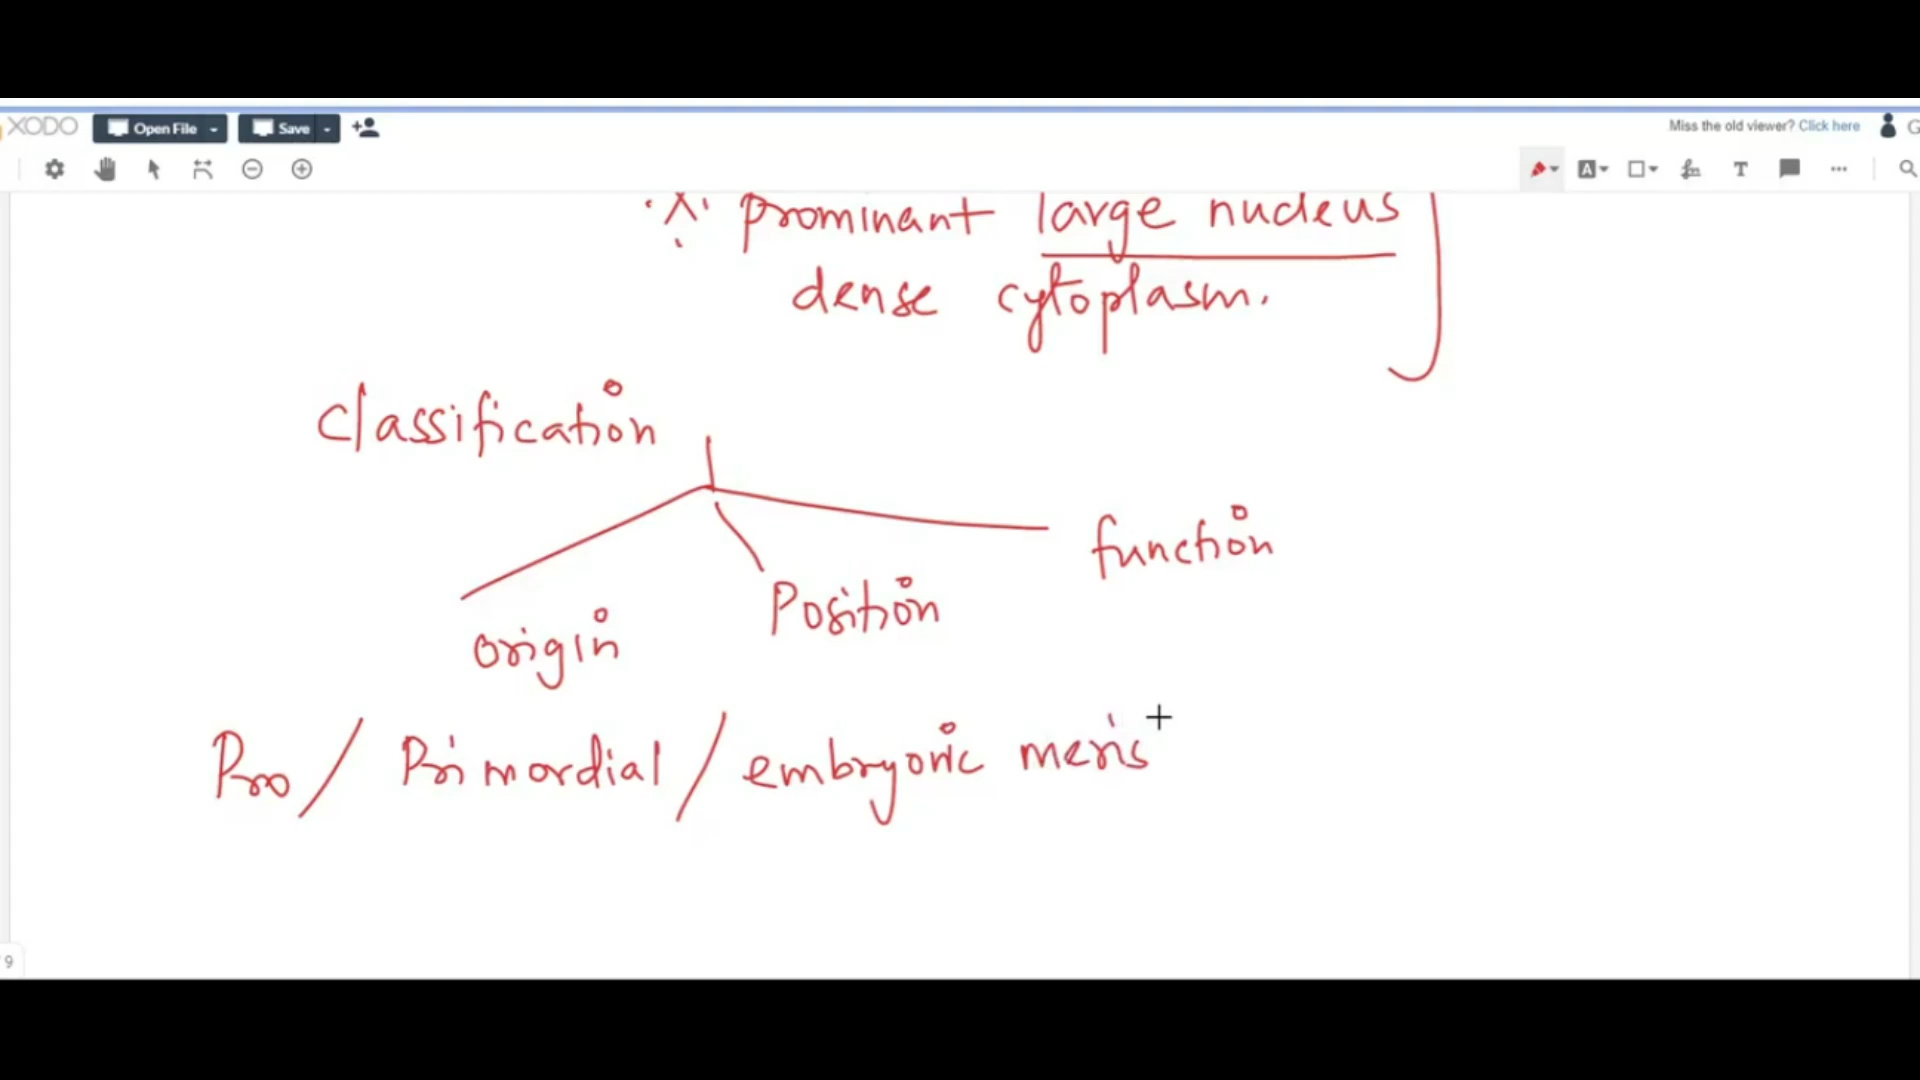 XODO Open File Save Miss the old viewer? Click here G
A T ...
prominant large nucleus
dense cytoplasm.
Classification
function
Position
origin
Pro / Primordial / embryonic meris
9